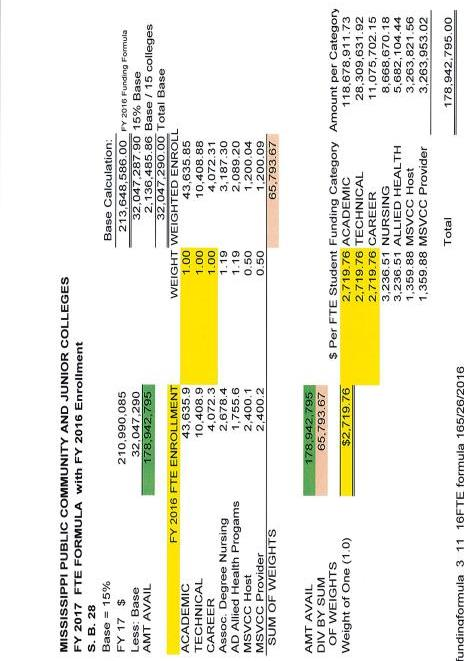 MISSISSIPPI PUBLIC COMMUNITY AND JUNIOR COLLEGES
FY 2017 FTE FORMULA with FY 2016 Enrollment
S. B. 28
Base = 15% Base Calculation:
FY 17 $ 210,990,085 213,648,586.00 FY 2016 Funding Formula
Less: Base 32,047,290 32,047,287.90 15% Base
AMT AVAIL 178,942,795 2,136,485.86 Base / 15 colleges
32,047,290.00 Total Base
FY 2016 FTE ENROLLMENT WEIGHT WEIGHTED ENROLL
ACADEMIC 43,635.9 1.00 43,635.85
TECHNICAL 10,408.9 1.00 10,408.88
CAREER 4,072.3 1.00 4,072.31
Assoc. Degree Nursing 2,678.4 1.19 3,187.30
AD Allied Health Progams 1,755.6 1.19 2,089.20
MSVCC Host 2,400.1 0.50 1,200.04
MSVCC Provider 2,400.2 0.50 1,200.09
SUM OF WEIGHTS 65,793.67
AMT AVAIL 178,942,795
DIV BY SUM 65,793.67
OF WEIGHTS $ Per FTE Student Funding Category Amount per Category
Weight of One (1.0) $2,719.76 2,719.76 ACADEMIC 118,678,911.73
2,719.76 TECHNICAL 28,309,631.92
2,719.76 CAREER 11,075,702.15
3,236.51 NURSING 8,668,670.18
3,236.51 ALLIED HEALTH 5,682,104.44
1,359.88 MSVCC Host 3,263,821.56
1,359.88 MSVCC Provider 3,263,953.02
Total 178,942,795.00
fundingformula 3 11 16FTE formula 165/26/2016